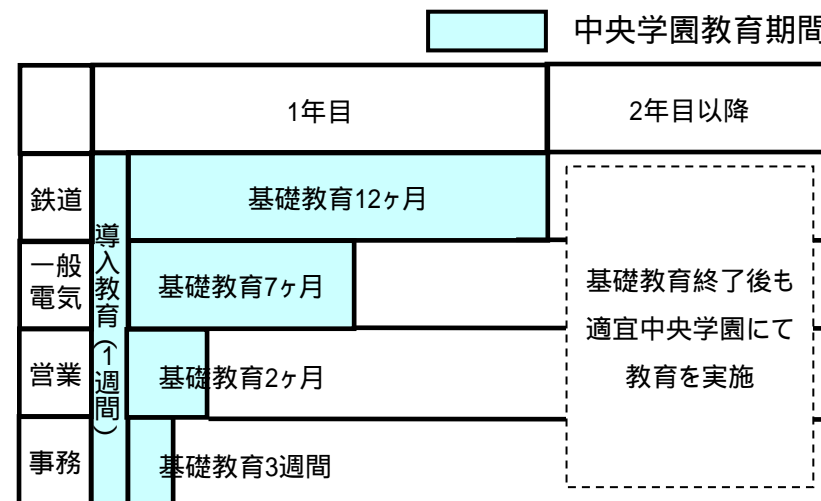 中央学園教育期間
1年目
2年目以降
鉄道
導入教育(1週間)
基礎教育12ヶ月
一般
電気
基礎教育7ヶ月
営業
基礎教育2ヶ月
事務
基礎教育3週間
基礎教育終了後も
適宜中央学園にて
教育を実施